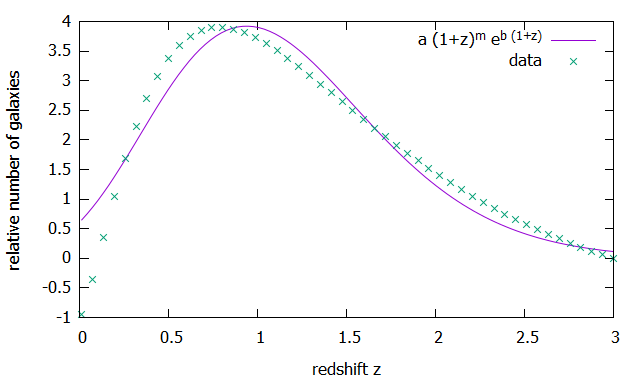 relative number of galaxies
4
3.5
3
2.5
2
1.5
1
0.5
0
-0.5
-1
a (1+z)^m e^b (1+z)
data
0 0.5 1 1.5 2 2.5 3
redshift z